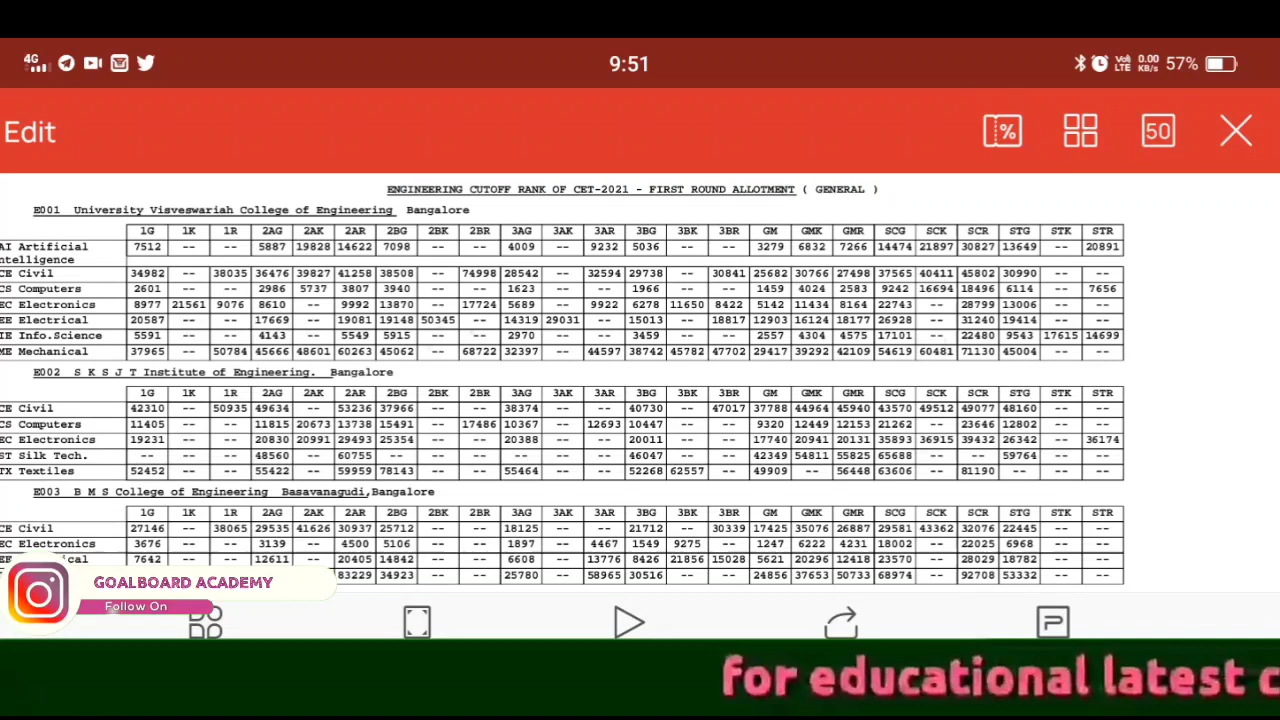 4G 9:51 Vo) LTE 0.00 KB/s 57%
Edit % 50
ENGINEERING CUTOFF RANK OF CET-2021 - FIRST ROUND ALLOTMENT ( GENERAL )
E001 University Visveswariah College of Engineering Bangalore
1G 1K 1R 2AG 2AK 2AR 2BG 2BK 2BR 3AG 3AK 3AR 3BG 3BK 3BR GM GMK GMR SCG SCK SCR STG STK STR
AI Artificial 7512 -- -- 5887 19828 14622 7098 -- -- 4009 -- 9232 5036 -- -- 3279 6832 7266 14474 21897 30827 13649 -- 20891
ntelligence
CE Civil 34982 -- 38035 36476 39827 41258 38508 -- 74998 28542 -- 32594 29738 -- 30841 25682 30766 27498 37565 40411 45802 30990 -- --
CS Computers 2601 -- -- 2986 5737 3807 3940 -- -- 1623 -- -- 1966 -- -- 1459 4024 2583 9242 16694 18496 6114 -- 7656
EC Electronics 8977 21561 9076 8610 -- 9992 13870 -- 17724 5689 -- 9922 6278 11650 8422 5142 11434 8164 22743 -- 28799 13006 -- --
EE Electrical 20587 -- -- 17669 -- 19081 19148 50345 -- 14319 29031 -- 15013 -- 18817 12903 16124 18177 26928 -- 31240 19414 -- --
IE Info.Science 5591 -- -- 4143 -- 5549 5915 -- -- 2970 -- -- 3459 -- -- 2557 4304 4575 17101 -- 22480 9543 17615 14699
ME Mechanical 37965 -- 50784 45666 48601 60263 45062 -- 68722 32397 -- 44597 38742 45782 47702 29417 39292 42109 54619 60481 71130 45004 -- --
E002 S K S J T Institute of Engineering. Bangalore
1G 1K 1R 2AG 2AK 2AR 2BG 2BK 2BR 3AG 3AK 3AR 3BG 3BK 3BR GM GMK GMR SCG SCK SCR STG STK STR
CE Civil 42310 -- 50935 49634 -- 53236 37966 -- -- 38374 -- -- 40730 -- 47017 37788 44964 45940 43570 49512 49077 48160 -- --
CS Computers 11405 -- -- 11815 20673 13738 15491 -- 17486 10367 -- 12693 10447 -- -- 9320 12449 12153 21262 -- 23646 12802 -- --
EC Electronics 19231 -- -- 20830 20991 29493 25354 -- -- 20388 -- -- 20011 -- -- 17740 20941 20131 35893 36915 39432 26342 -- 36174
ST Silk Tech. -- -- -- 48560 -- 60755 -- -- -- -- -- -- 46047 -- -- 42349 54811 55825 65688 -- -- 59764 -- --
TX Textiles 52452 -- -- 55422 -- 59959 78143 -- -- 55464 -- -- 52268 62557 -- 49909 -- 56448 63606 -- 81190 -- -- --
E003 B M S College of Engineering Basavanagudi,Bangalore
1G 1K 1R 2AG 2AK 2AR 2BG 2BK 2BR 3AG 3AK 3AR 3BG 3BK 3BR GM GMK GMR SCG SCK SCR STG STK STR
CE Civil 27146 -- 38065 29535 41626 30937 25712 -- -- 18125 -- -- 21712 -- 30339 17425 35076 26887 29581 43362 32076 22445 -- --
EC Electronics 3676 -- -- 3139 -- 4500 5106 -- -- 1897 -- 4467 1549 9275 -- 1247 6222 4231 18002 -- 22025 6968 -- --
7642 -- -- 12611 -- 20405 14842 -- -- 6608 -- 13776 8426 21856 15028 5621 20296 12418 23570 -- 28029 18782 -- --
83229 34923 -- -- 25780 -- 58965 30516 -- -- 24856 37653 50733 68974 -- 92708 53332 -- --
GOALBOARD ACADEMY
Follow On
for educational latest